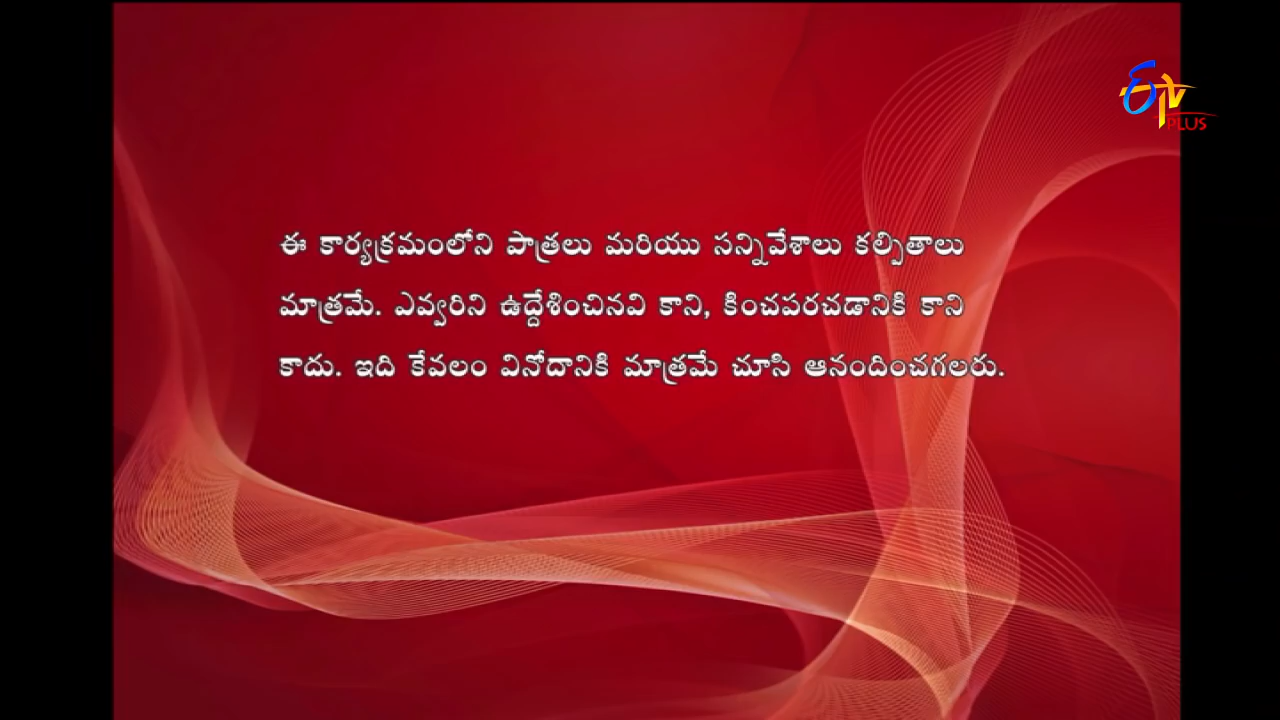 ETV
PLUS
ఈ కార్యక్రమంలోని పాత్రలు మరియు సన్నివేశాలు కల్పితాలు
మాత్రమే. ఎవ్వరిని ఉద్దేశించినవి కాని, కించపరచడానికి కాని
కాదు. ఇది కేవలం వినోదానికి మాత్రమే చూసి ఆనందించగలరు.